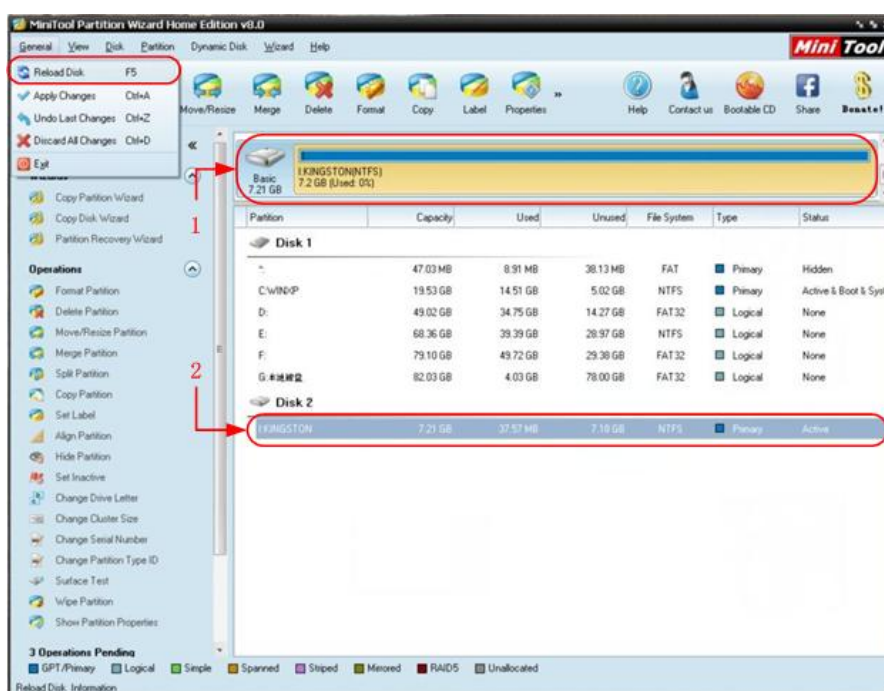 MiniTool Partition Wizard Home Edition v8.0
General View Disk Partition Dynamic Disk Wizard Help
Mini Tool
Reload Disk F5
Apply Changes Ctrl+A
Undo Last Changes Ctrl+Z
Discard All Changes Ctrl+D
Exit
Move/Resize Merge Delete Format Copy Label Properties » Help Contact us Bootable CD Share Donate!
1
Copy Partition Wizard
Copy Disk Wizard
Partition Recovery Wizard
Operations
Format Partition
Delete Partition
Move/Resize Partition
Merge Partition
Split Partition
2
Copy Partition
Set Label
Align Partition
Hide Partition
Set Inactive
Change Drive Letter
Change Cluster Size
Change Serial Number
Change Partition Type ID
Surface Test
Wipe Partition
Show Partition Properties
3 Operations Pending
Basic
7.21 GB
I:KINGSTON(NTFS)
7.2 GB (Used: 0%)
Partition Capacity Used Unused File System Type Status
Disk 1
*: 47.03 MB 8.91 MB 38.13 MB FAT Primary Hidden
C:WINXP 19.53 GB 14.51 GB 5.02 GB NTFS Primary Active & Boot & Syst
D: 49.02 GB 34.75 GB 14.27 GB FAT32 Logical None
E: 68.36 GB 39.39 GB 28.97 GB NTFS Logical None
F: 79.10 GB 49.72 GB 29.38 GB FAT32 Logical None
G:本地磁盘 82.03 GB 4.03 GB 78.00 GB FAT32 Logical None
Disk 2
I:KINGSTON 7.21 GB 37.57 MB 7.18 GB NTFS Primary Active
GPT/Primary Logical Simple Spanned Striped Mirrored RAID5 Unallocated
Reload Disk Information